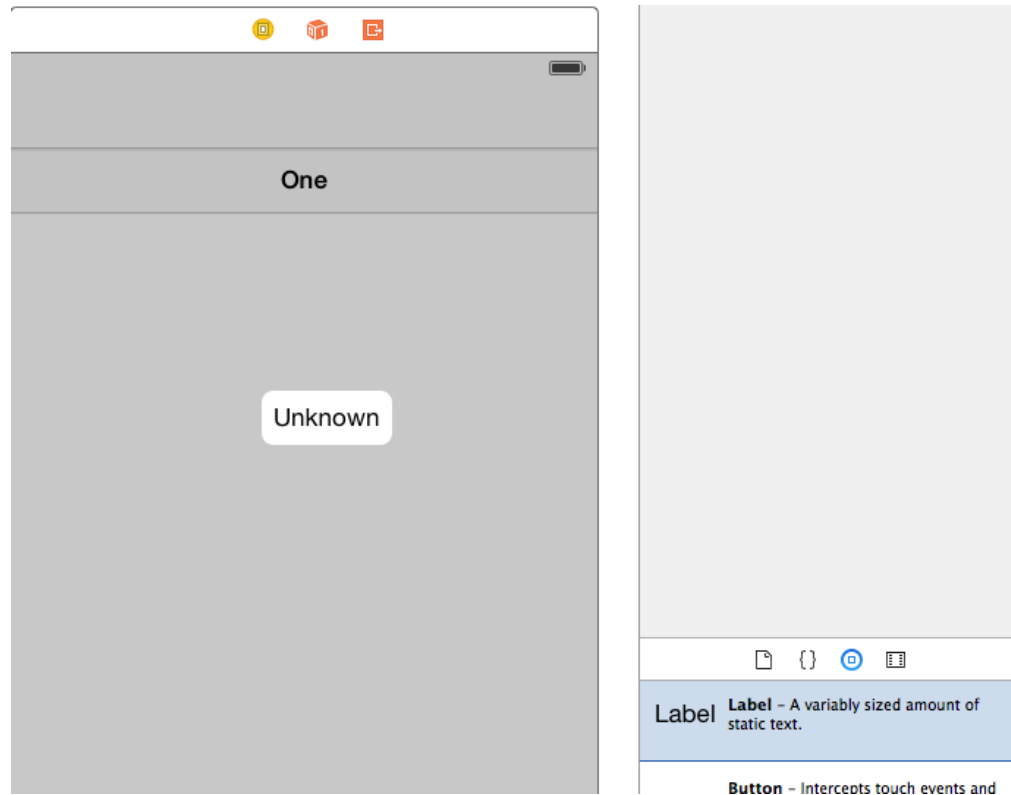 One
Unknown
{}
Label
Label – A variably sized amount of
static text.
Button – Intercepts touch events and